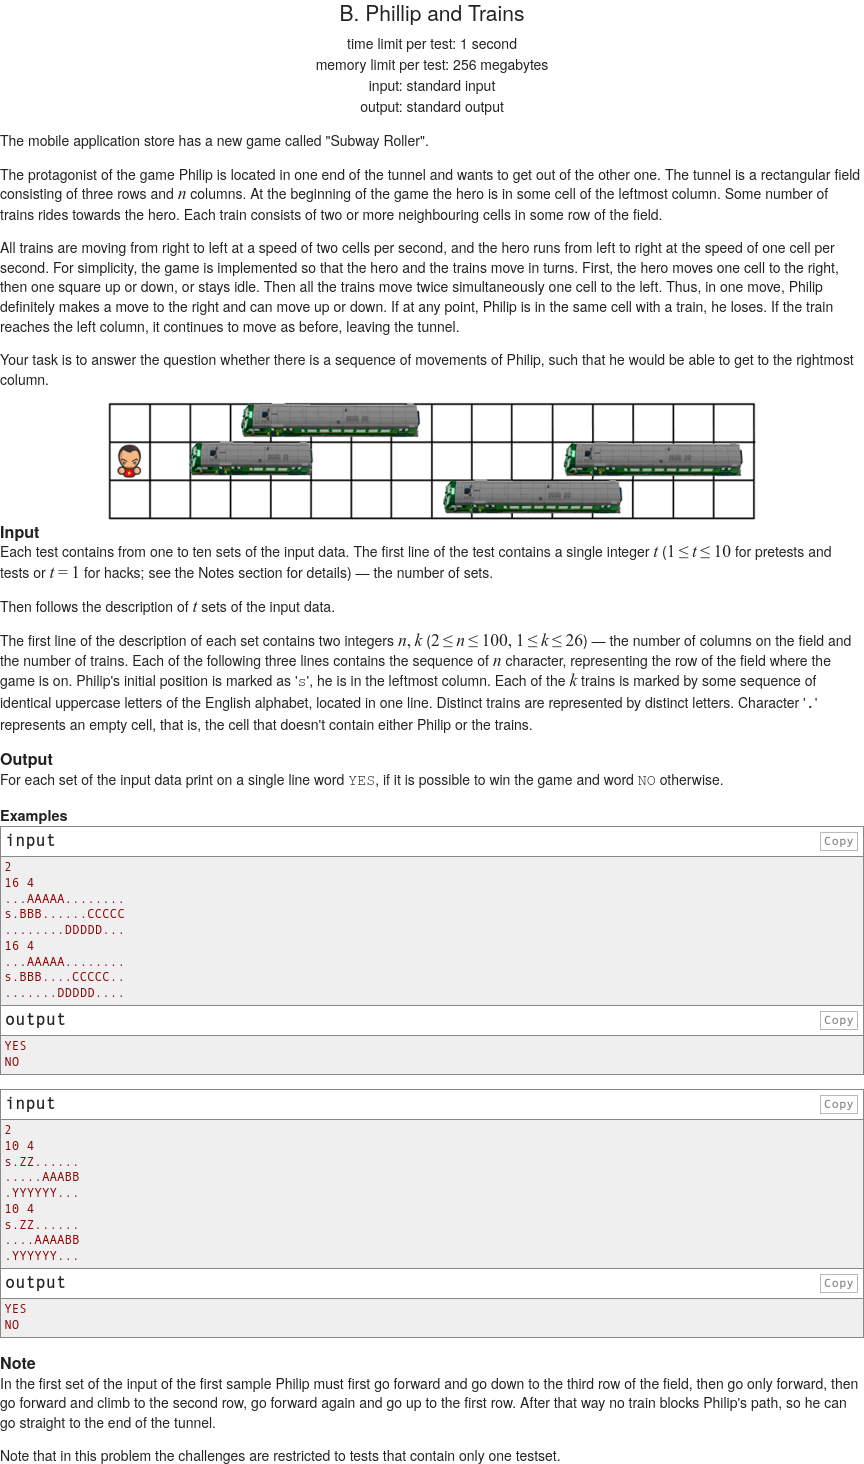 B. Phillip and Trains
time limit per test: 1 second
memory limit per test: 256 megabytes
input: standard input
output: standard output
The mobile application store has a new game called "Subway Roller".
The protagonist of the game Philip is located in one end of the tunnel and wants to get out of the other one. The tunnel is a rectangular field
consisting of three rows and n columns. At the beginning of the game the hero is in some cell of the leftmost column. Some number of
trains rides towards the hero. Each train consists of two or more neighbouring cells in some row of the field.
All trains are moving from right to left at a speed of two cells per second, and the hero runs from left to right at the speed of one cell per
second. For simplicity, the game is implemented so that the hero and the trains move in turns. First, the hero moves one cell to the right,
then one square up or down, or stays idle. Then all the trains move twice simultaneously one cell to the left. Thus, in one move, Philip
definitely makes a move to the right and can move up or down. If at any point, Philip is in the same cell with a train, he loses. If the train
reaches the left column, it continues to move as before, leaving the tunnel.
Your task is to answer the question whether there is a sequence of movements of Philip, such that he would be able to get to the rightmost
column.
Input
Each test contains from one to ten sets of the input data. The first line of the test contains a single integer t (1 ≤ t ≤ 10 for pretests and
tests or t = 1 for hacks; see the Notes section for details) — the number of sets.
Then follows the description of t sets of the input data.
The first line of the description of each set contains two integers n, k (2 ≤ n ≤ 100, 1 ≤ k ≤ 26) — the number of columns on the field and
the number of trains. Each of the following three lines contains the sequence of n character, representing the row of the field where the
game is on. Philip's initial position is marked as 's', he is in the leftmost column. Each of the k trains is marked by some sequence of
identical uppercase letters of the English alphabet, located in one line. Distinct trains are represented by distinct letters. Character '.'
represents an empty cell, that is, the cell that doesn't contain either Philip or the trains.
Output
For each set of the input data print on a single line word YES, if it is possible to win the game and word NO otherwise.
Examples
input Copy
2
16 4
...AAAAA........
s.BBB......CCCCC
........DDDDD...
16 4
...AAAAA........
s.BBB....CCCCC..
.......DDDDD....
output Copy
YES
NO
input Copy
2
10 4
s.ZZ......
.....AAABB
.YYYYYY...
10 4
s.ZZ......
....AAAABB
.YYYYYY...
output Copy
YES
NO
Note
In the first set of the input of the first sample Philip must first go forward and go down to the third row of the field, then go only forward, then
go forward and climb to the second row, go forward again and go up to the first row. After that way no train blocks Philip's path, so he can
go straight to the end of the tunnel.
Note that in this problem the challenges are restricted to tests that contain only one testset.